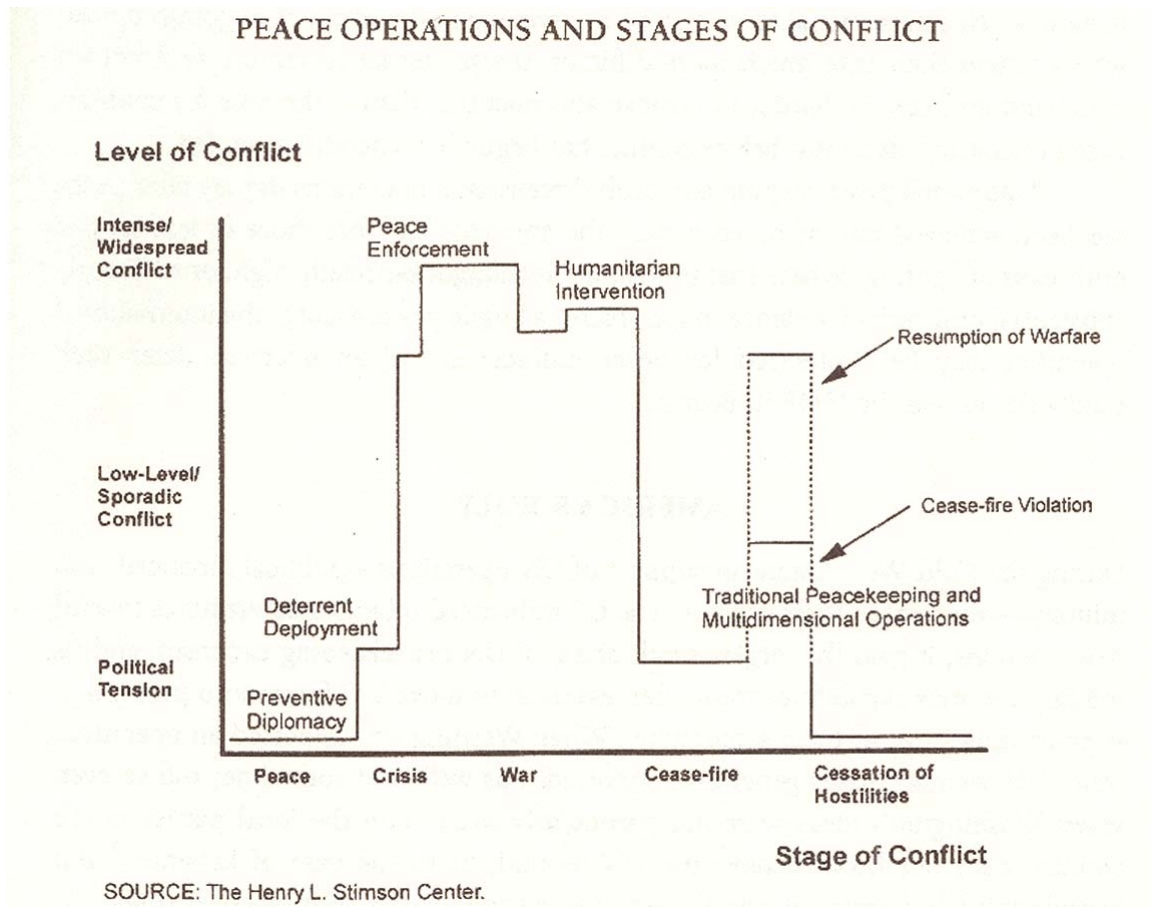 PEACE OPERATIONS AND STAGES OF CONFLICT
Level of Conflict
Intense/
Widespread
Conflict
Peace
Enforcement
Humanitarian
Intervention
Resumption of Warfare
Low-Level/
Sporadic
Conflict
Cease-fire Violation
Deterrent
Deployment
Traditional Peacekeeping and
Multidimensional Operations
Political
Tension
Preventive
Diplomacy
Peace
Crisis
War
Cease-fire
Cessation of
Hostilities
Stage of Conflict
SOURCE: The Henry L. Stimson Center.